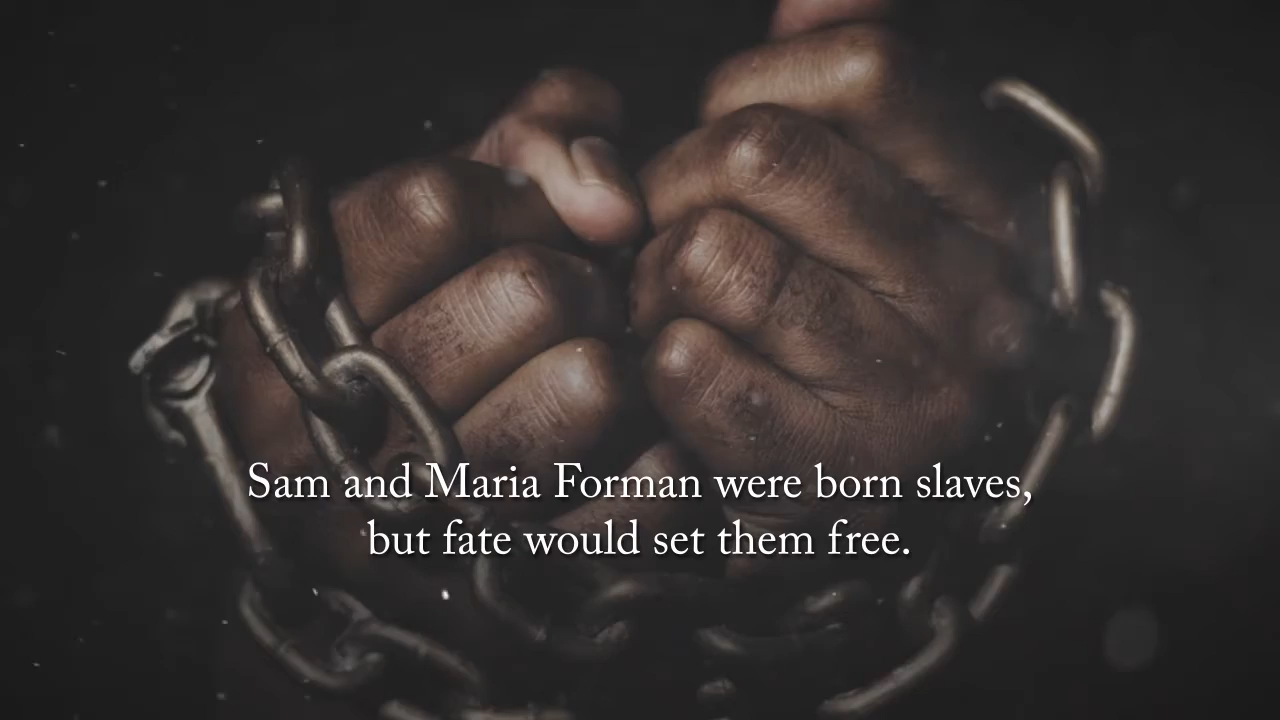 Sam and Maria Forman were born slaves,
but fate would set them free.